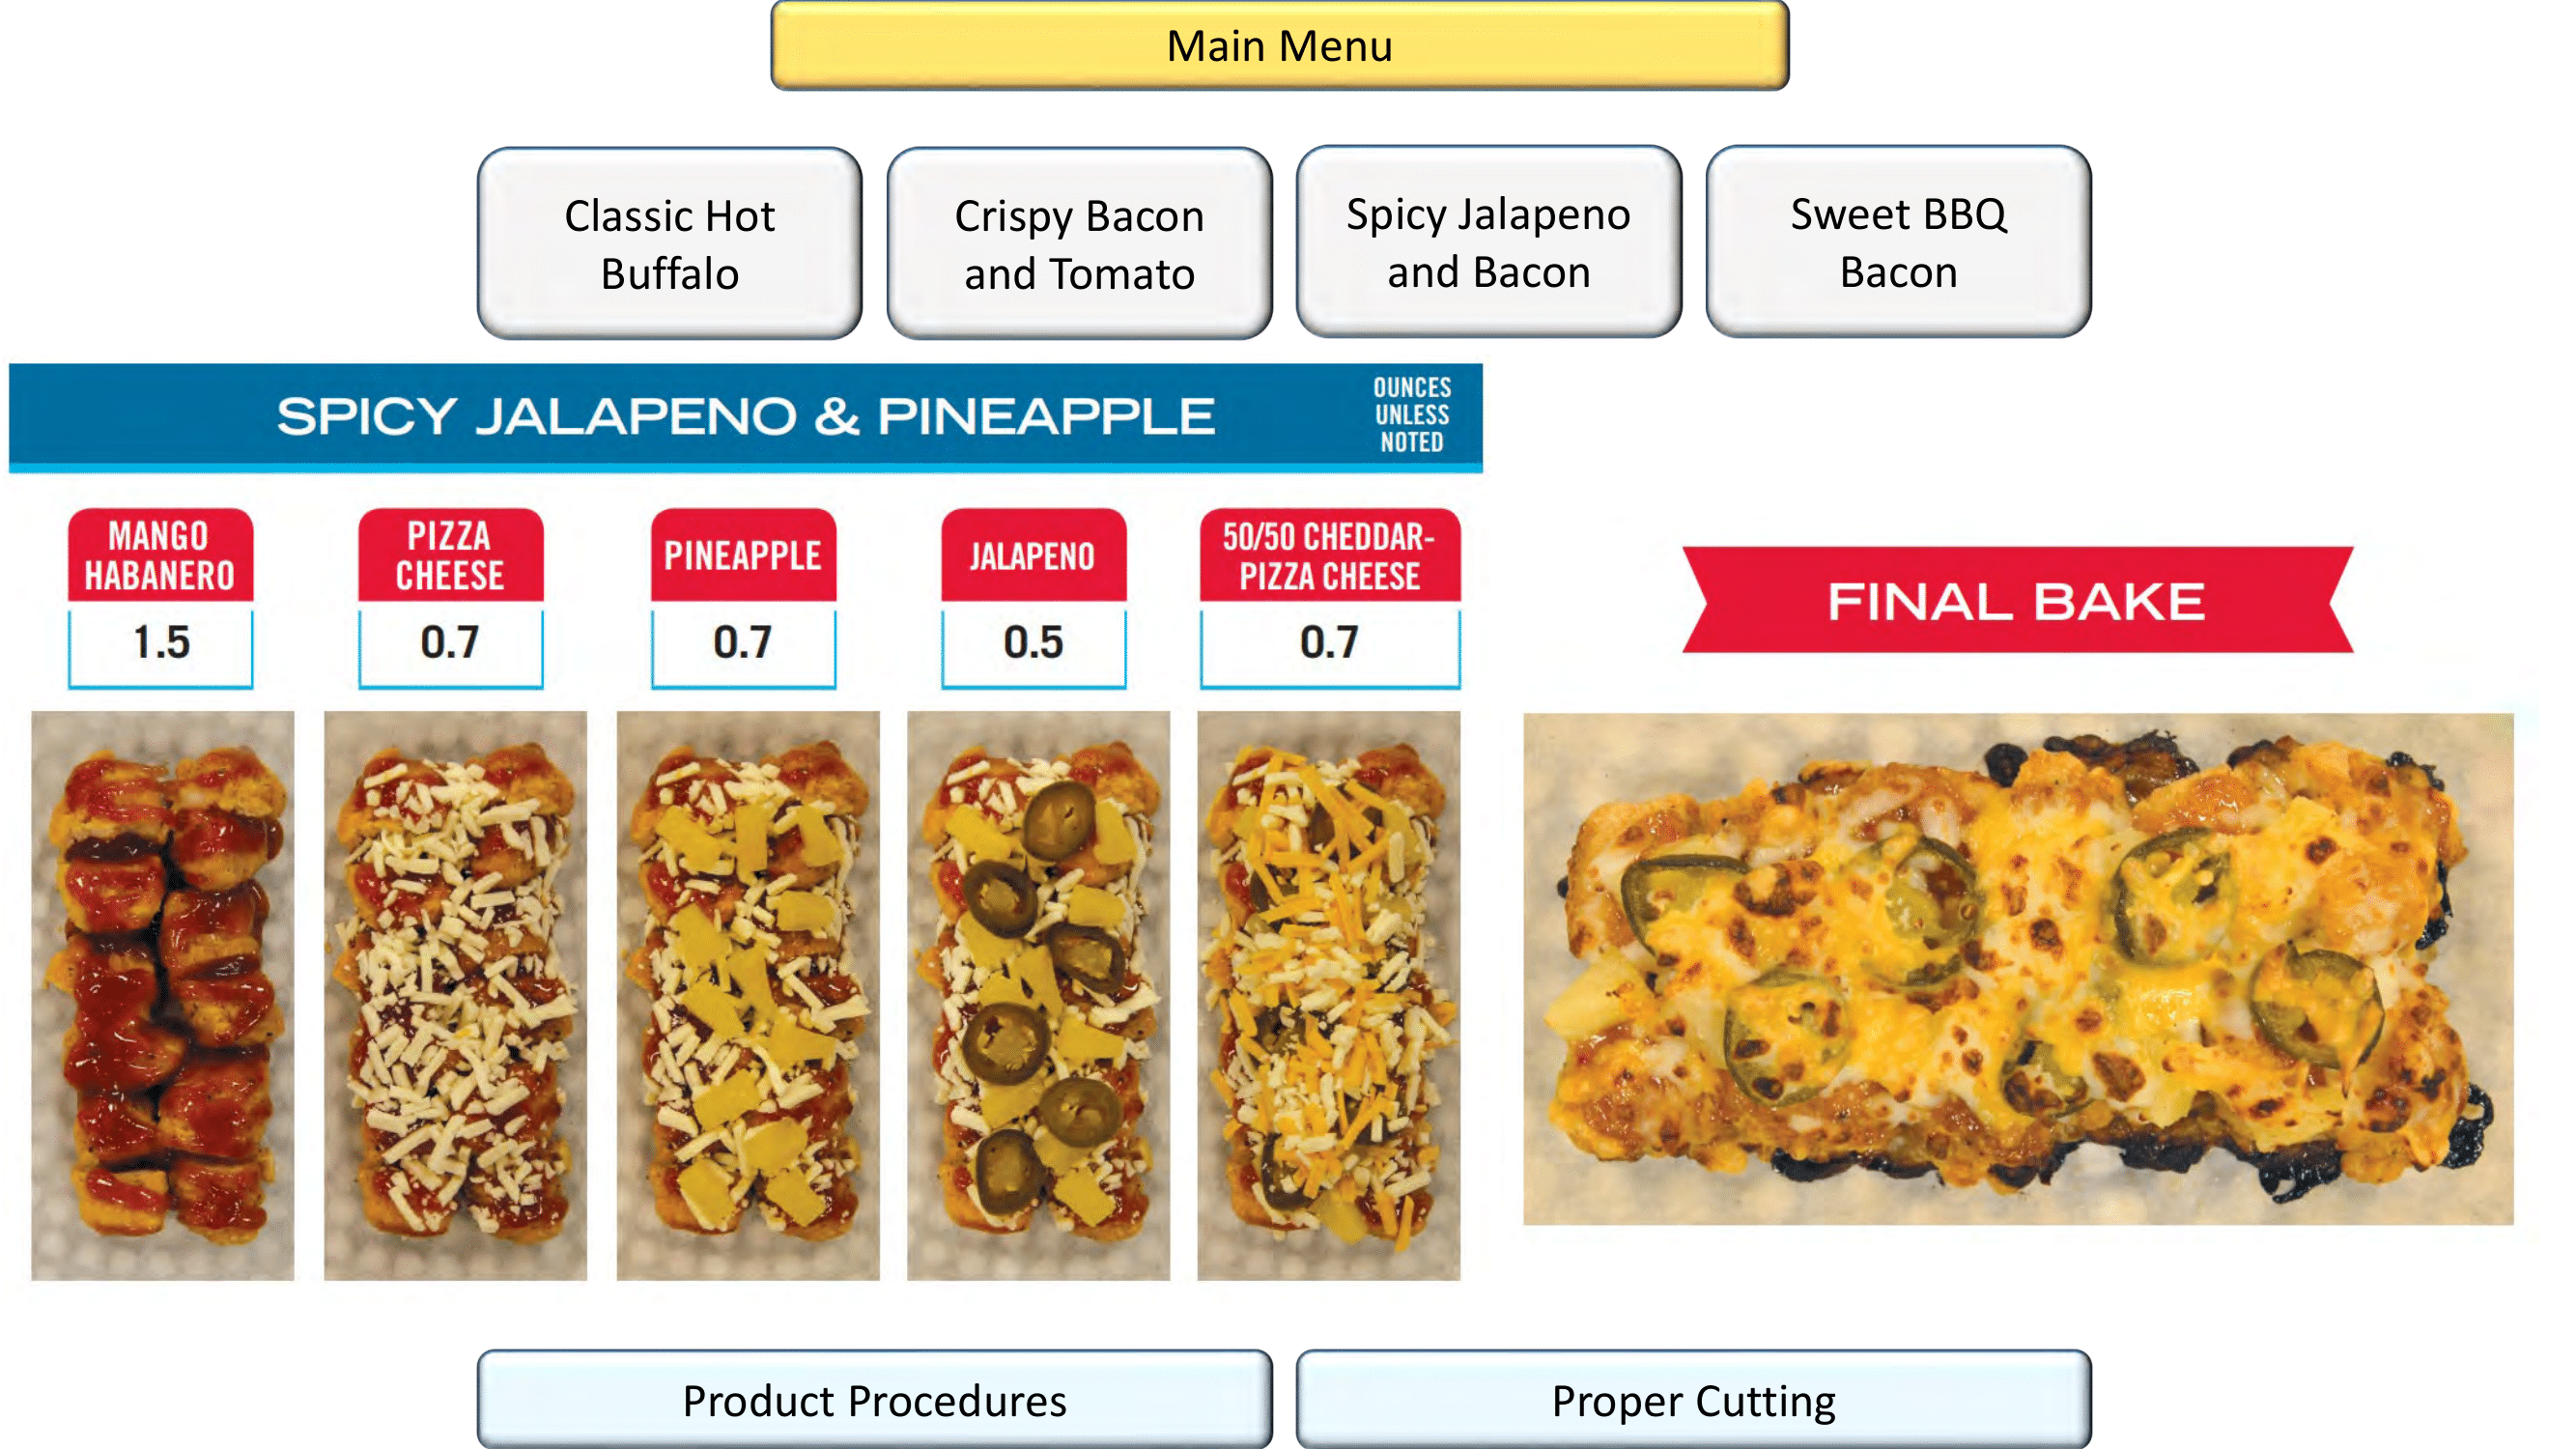 Main Menu
Classic Hot
Buffalo
Crispy Bacon
and Tomato
Spicy Jalapeno
and Bacon
Sweet BBQ
Bacon
SPICY JALAPENO & PINEAPPLE
OUNCES
UNLESS
NOTED
MANGO
HABANERO
1.5
PIZZA
CHEESE
0.7
PINEAPPLE
0.7
JALAPENO
0.5
50/50 CHEDDAR-
PIZZA CHEESE
0.7
FINAL BAKE
Product Procedures
Proper Cutting